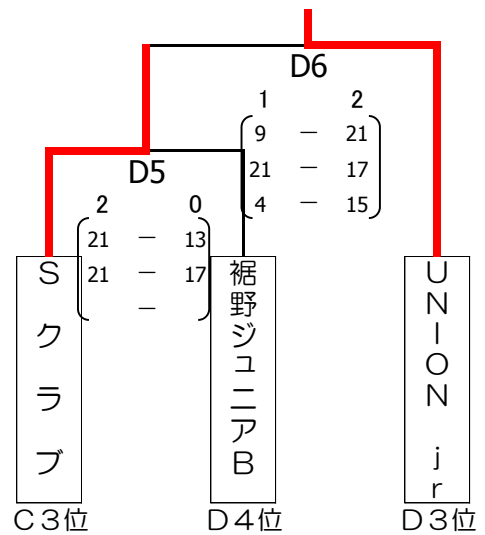 D6
1 2
9 － 21
21 － 17
4 － 15
D5
2 0
21 － 13
21 － 17
－
Sクラブ
裾野ジュニアB
UNION jr
C3位
D4位
D3位